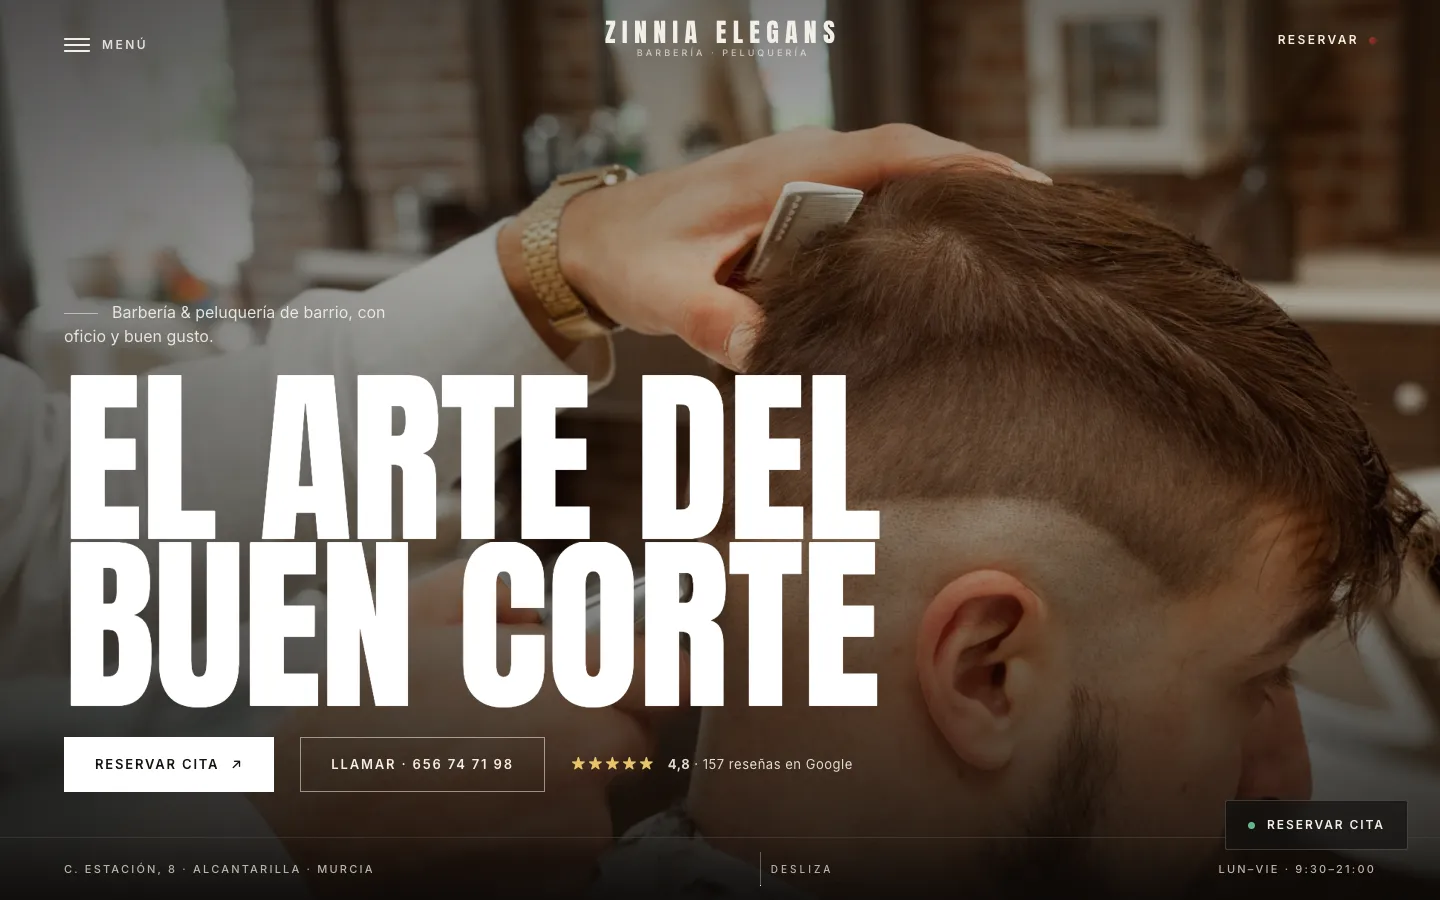 MENÚ
ZINNIA ELEGANS
BARBERÍA · PELUQUERÍA
RESERVAR
Barbería & peluquería de barrio, con
oficio y buen gusto.
EL ARTE DEL
BUEN CORTE
RESERVAR CITA
LLAMAR · 656 74 71 98
4,8 · 157 reseñas en Google
RESERVAR CITA
C. ESTACIÓN, 8 · ALCANTARILLA · MURCIA
DESLIZA
LUN–VIE · 9:30–21:00